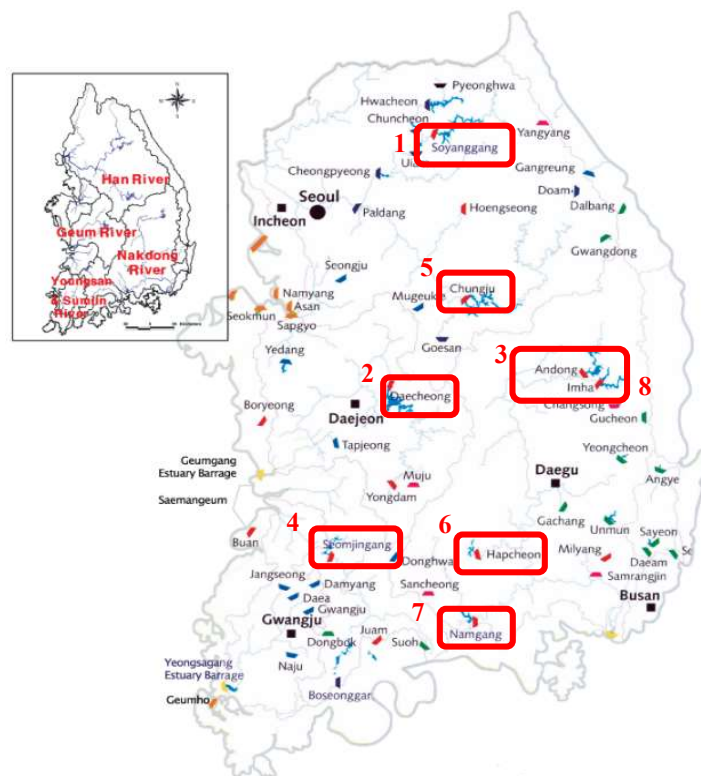 Han River
Geum River
Nakdong
River
Youngsan
& Sumjin
River
Pyeonghwa
Hwacheon
Chuncheon
1
Soyanggang
Yangyang
Cheongpyeong
Gangreung
Seoul
Incheon
Paldang
Hoengseong
Doam
Dalbang
Gwangdong
Seongju
5
Chungju
Mugeuk
Namyang
Asan
Seokmun
Sapgyo
Goesan
Yedang
2
3
Andong
Imha
8
Daecheong
Changsong
Boryeong
Daejeon
Gucheon
Tapjeong
Yeongcheon
Geumgang
Estuary Barrage
Daegu
Angye
Muju
Yongdam
Saemangeum
Gachang
Unmun
Sayeon
Buan
4
Seomjingang
Donghwa
6
Hapcheon
Milyang
Daeam
Samrangjin
Jangseong
Damyang
Daea
Gwangju
Sancheong
Busan
Gwangju
7
Namgang
Dongbok
Juam
Suoh
Naju
Yeongsagang
Estuary Barrage
Geumho
Boseonggar